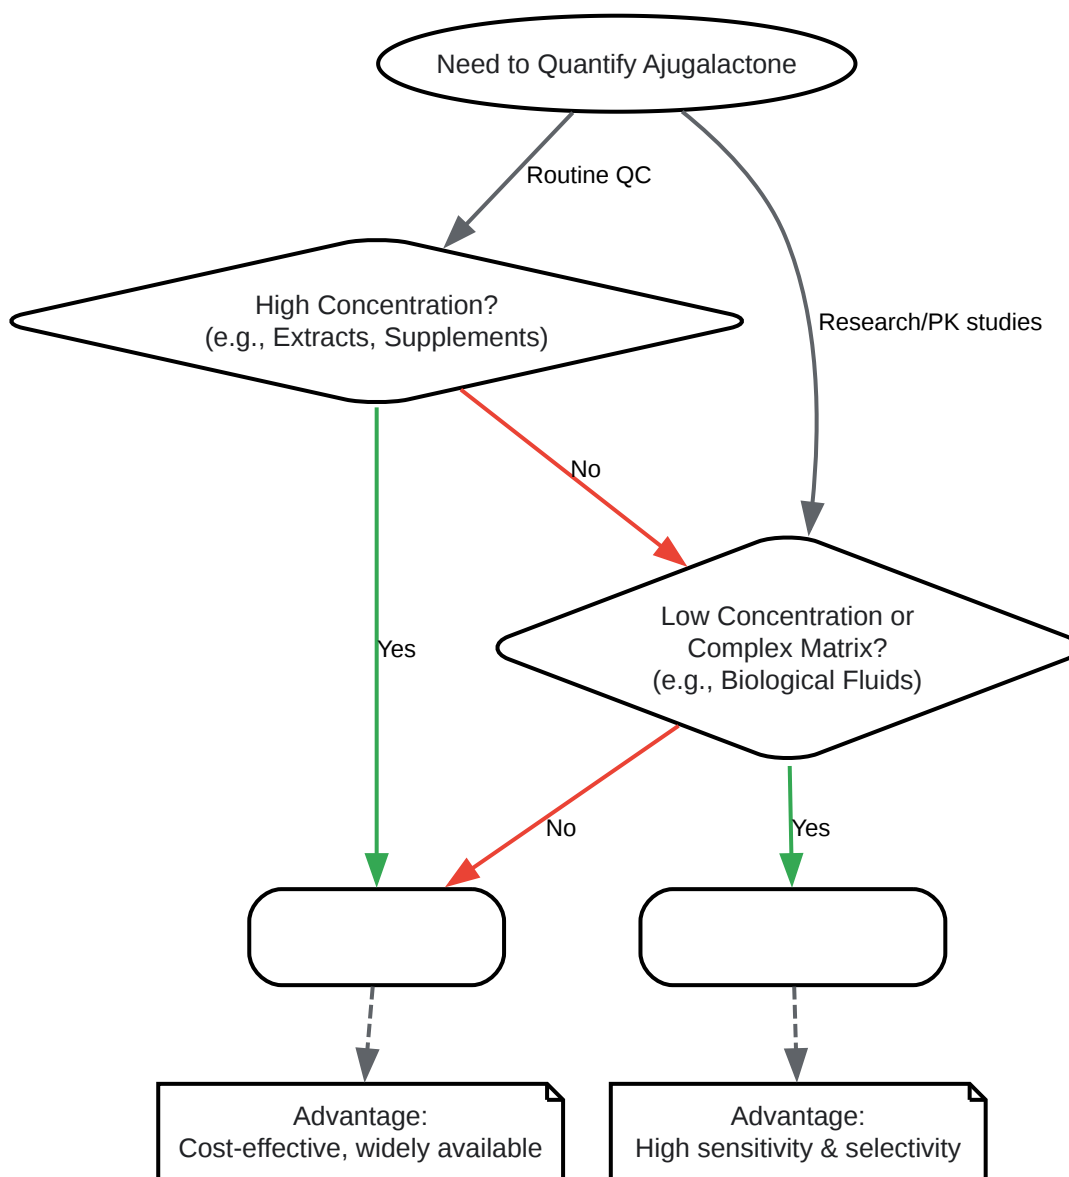 Need to Quantify Ajugalactone
Routine QC
High Concentration?
(e.g., Extracts, Supplements)
Research/PK studies
No
Low Concentration or
Complex Matrix?
(e.g., Biological Fluids)
Yes
No
Yes
Advantage:
Cost-effective, widely available
Advantage:
High sensitivity & selectivity